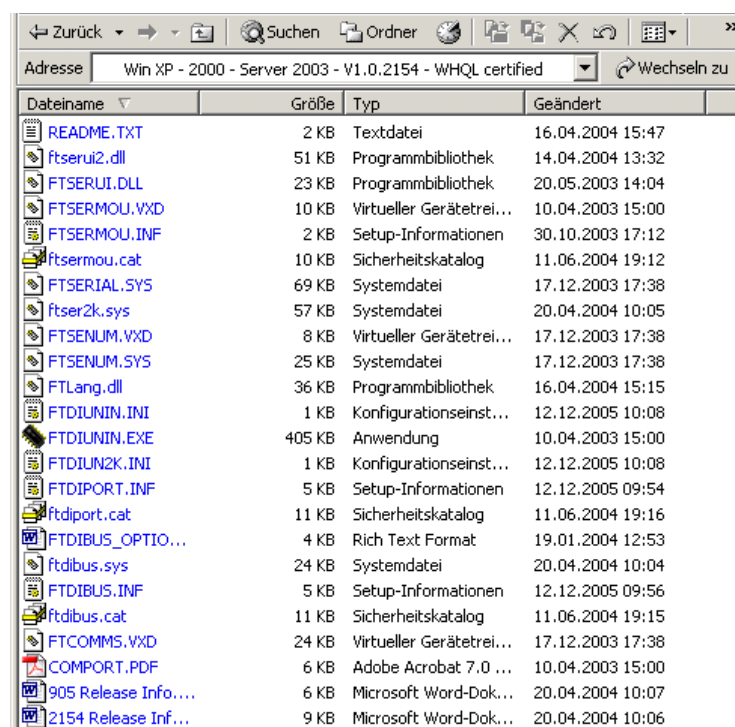 Zurück Suchen Ordner »
Adresse Win XP - 2000 - Server 2003 - V1.0.2154 - WHQL certified Wechseln zu
Dateiname Größe Typ Geändert
README.TXT 2 KB Textdatei 16.04.2004 15:47
ftserui2.dll 51 KB Programmbibliothek 14.04.2004 13:32
FTSERUI.DLL 23 KB Programmbibliothek 20.05.2003 14:04
FTSERMOU.VXD 10 KB Virtueller Gerätetrei... 10.04.2003 15:00
FTSERMOU.INF 2 KB Setup-Informationen 30.10.2003 17:12
ftsermou.cat 10 KB Sicherheitskatalog 11.06.2004 19:12
FTSERIAL.SYS 69 KB Systemdatei 17.12.2003 17:38
ftser2k.sys 57 KB Systemdatei 20.04.2004 10:05
FTSENUM.VXD 8 KB Virtueller Gerätetrei... 17.12.2003 17:38
FTSENUM.SYS 25 KB Systemdatei 17.12.2003 17:38
FTLang.dll 36 KB Programmbibliothek 16.04.2004 15:15
FTDIUNIN.INI 1 KB Konfigurationseinst... 12.12.2005 10:08
FTDIUNIN.EXE 405 KB Anwendung 10.04.2003 15:00
FTDIUN2K.INI 1 KB Konfigurationseinst... 12.12.2005 10:08
FTDIPORT.INF 5 KB Setup-Informationen 12.12.2005 09:54
ftdiport.cat 11 KB Sicherheitskatalog 11.06.2004 19:16
FTDIBUS_OPTIO... 4 KB Rich Text Format 19.01.2004 12:53
ftdibus.sys 24 KB Systemdatei 20.04.2004 10:04
FTDIBUS.INF 5 KB Setup-Informationen 12.12.2005 09:56
ftdibus.cat 11 KB Sicherheitskatalog 11.06.2004 19:15
FTCOMMS.VXD 24 KB Virtueller Gerätetrei... 17.12.2003 17:38
COMPORT.PDF 6 KB Adobe Acrobat 7.0 ... 10.04.2003 15:00
905 Release Info.... 6 KB Microsoft Word-Dok... 20.04.2004 10:07
2154 Release Inf... 9 KB Microsoft Word-Dok... 20.04.2004 10:06